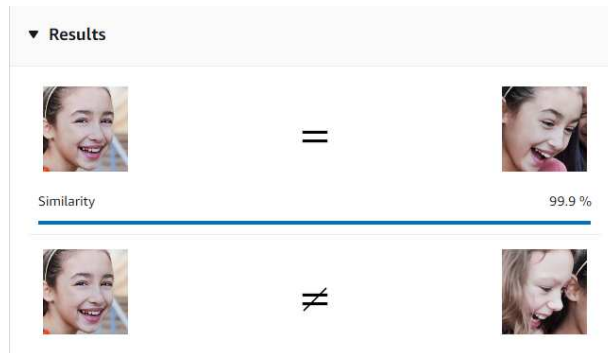 ▼ Results
=
Similarity 99.9 %
≠